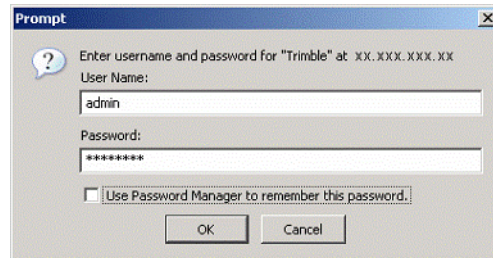 Prompt
Enter username and password for "Trimble" at xx.xxx.xxx.xx
User Name:
admin
Password:
********
Use Password Manager to remember this password.
OK Cancel